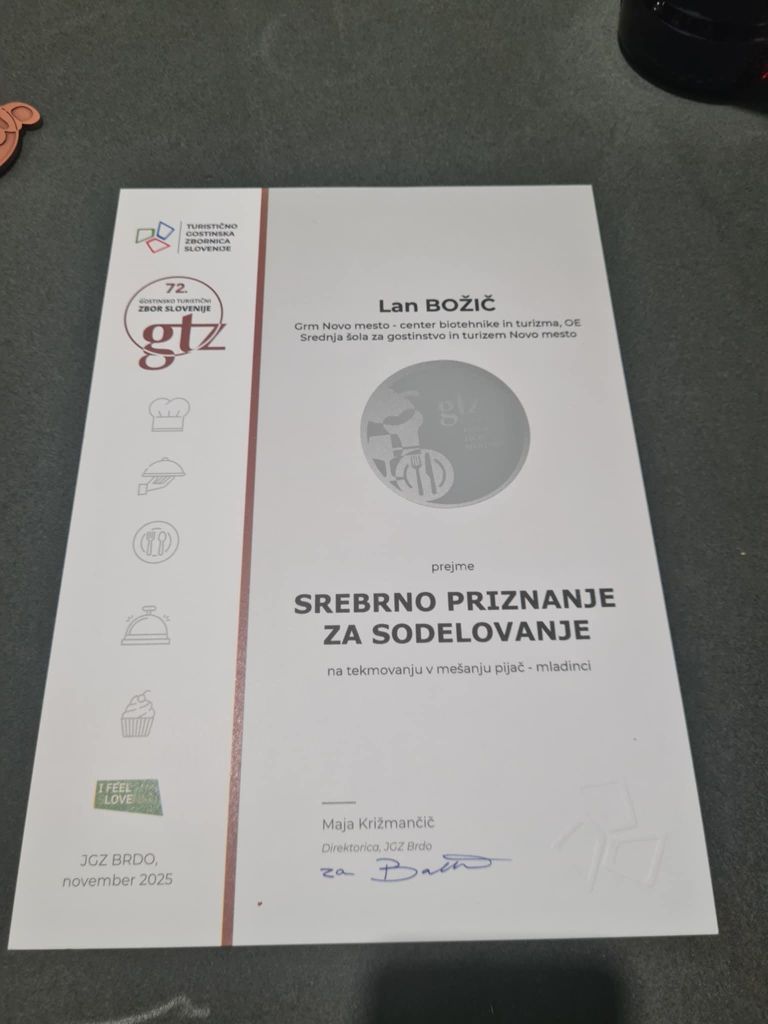 TURISTIČNO
GOSTINSKA
ZBORNICA
SLOVENIJE
72.
GOSTINSKO TURISTIČNI
ZBOR SLOVENIJE
gtz
Lan BOŽIČ
Grm Novo mesto - center biotehnike in turizma, OE
Srednja šola za gostinstvo in turizem Novo mesto
gtz
prejme
SREBRNO PRIZNANJE
ZA SODELOVANJE
na tekmovanju v mešanju pijač - mladinci
I FEEL
SLOVENIA
Maja Križmančič
Direktorica, JGZ Brdo
za
JGZ BRDO,
november 2025